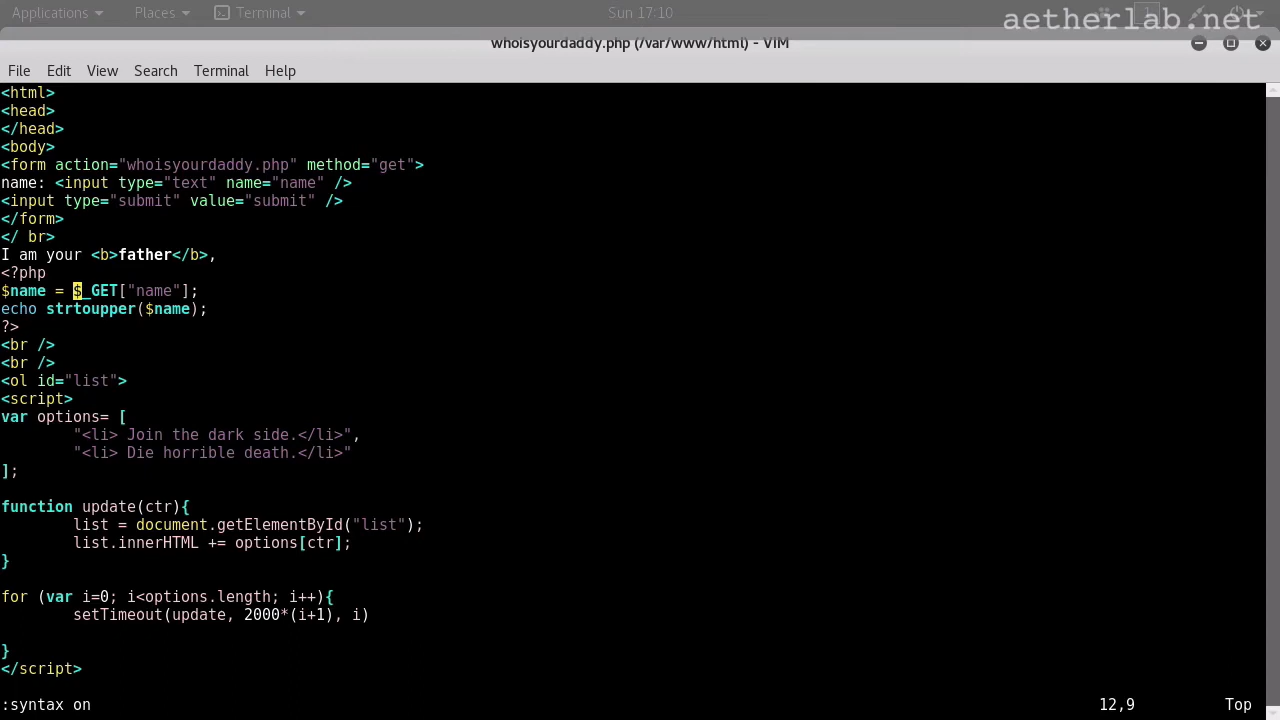 Applications Places Terminal Sun 17:10 1
aetherlab.net
whoisyourdaddy.php (/var/www/html) - VIM
File Edit View Search Terminal Help
<html>
<head>
</head>
<body>
<form action="whoisyourdaddy.php" method="get">
name: <input type="text" name="name" />
<input type="submit" value="submit" />
</form>
</ br>
I am your <b>father</b>,
<?php
$name = $_GET["name"];
echo strtoupper($name);
?>
<br />
<br />
<ol id="list">
<script>
var options= [
        "<li> Join the dark side.</li>",
        "<li> Die horrible death.</li>"
];

function update(ctr){
        list = document.getElementById("list");
        list.innerHTML += options[ctr];
}

for (var i=0; i<options.length; i++){
        setTimeout(update, 2000*(i+1), i)

}
</script>
:syntax on 12,9 Top